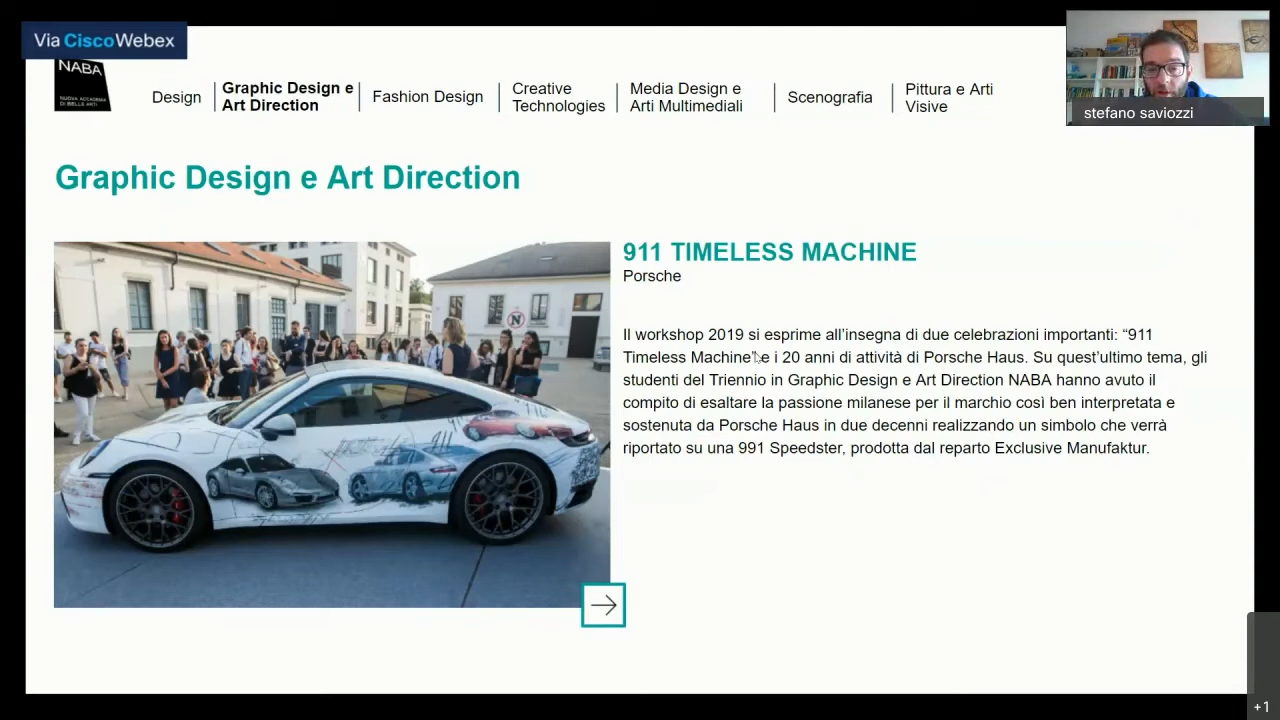 Via CiscoWebex
NABA
NUOVA ACCADEMIA
DI BELLE ARTI
Design
Graphic Design e
Art Direction
Fashion Design
Creative
Technologies
Media Design e
Arti Multimediali
Scenografia
Pittura e Arti
Visive
stefano saviozzi
Graphic Design e Art Direction
911 TIMELESS MACHINE
Porsche
Il workshop 2019 si esprime all’insegna di due celebrazioni importanti: “911
Timeless Machine” e i 20 anni di attività di Porsche Haus. Su quest’ultimo tema, gli
studenti del Triennio in Graphic Design e Art Direction NABA hanno avuto il
compito di esaltare la passione milanese per il marchio così ben interpretata e
sostenuta da Porsche Haus in due decenni realizzando un simbolo che verrà
riportato su una 991 Speedster, prodotta dal reparto Exclusive Manufaktur.
N
+1